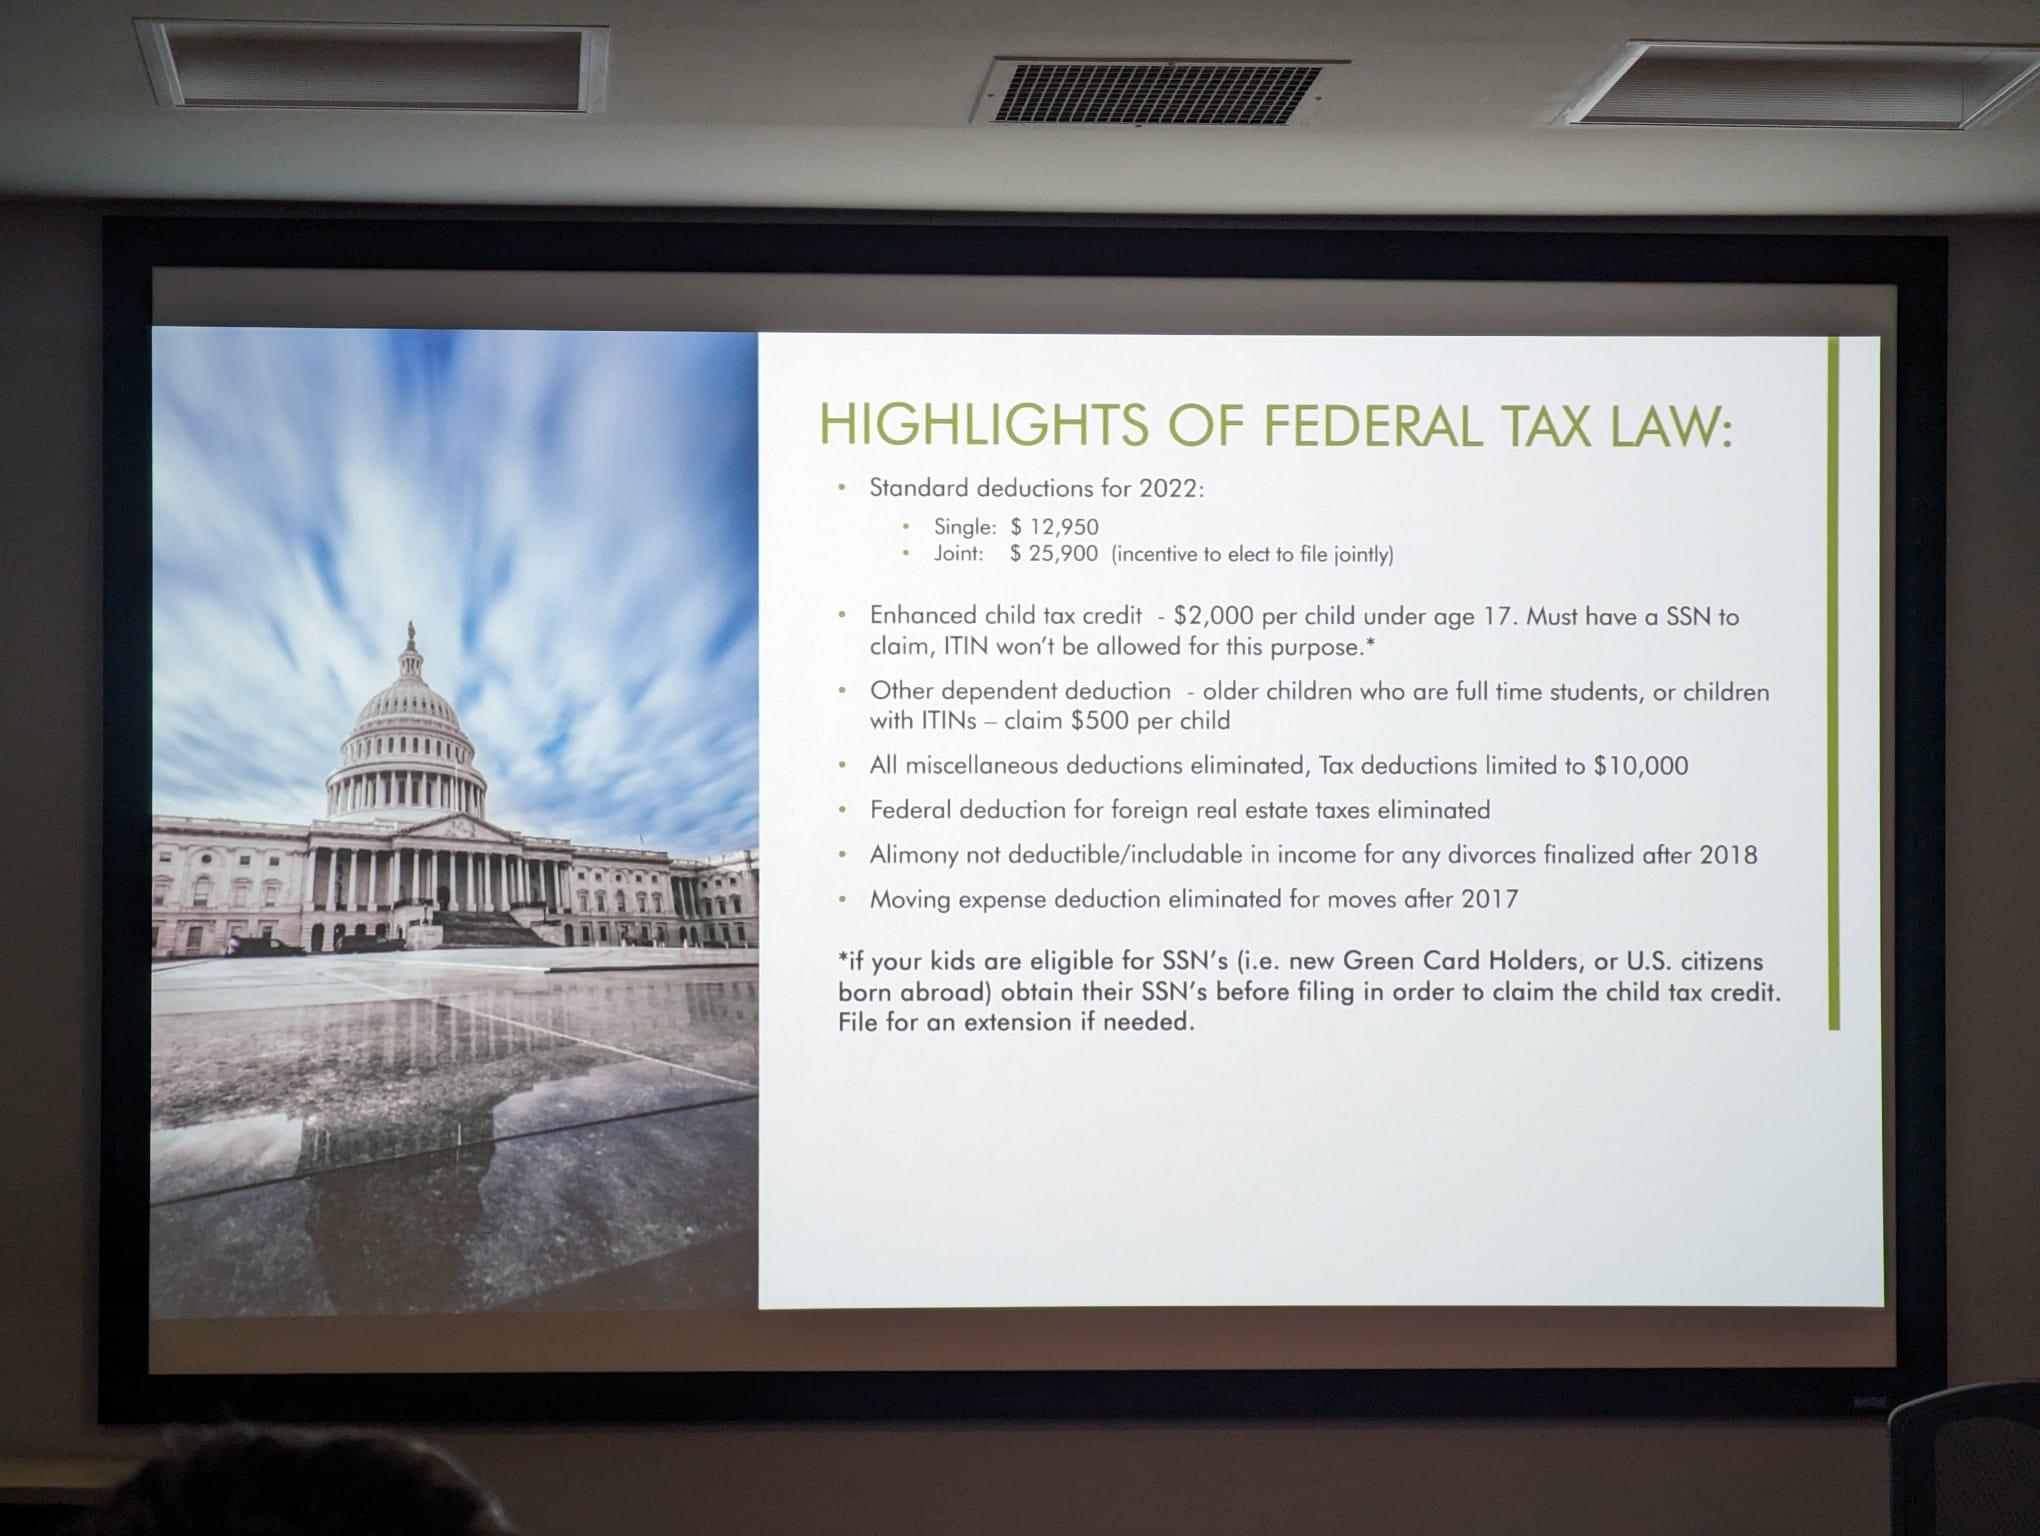 HIGHLIGHTS OF FEDERAL TAX LAW:
• Standard deductions for 2022:
• Single: $ 12,950
• Joint: $ 25,900 (incentive to elect to file jointly)
• Enhanced child tax credit - $2,000 per child under age 17. Must have a SSN to
claim, ITIN won't be allowed for this purpose.*
• Other dependent deduction - older children who are full time students, or children
with ITINs – claim $500 per child
• All miscellaneous deductions eliminated, Tax deductions limited to $10,000
• Federal deduction for foreign real estate taxes eliminated
• Alimony not deductible/includable in income for any divorces finalized after 2018
• Moving expense deduction eliminated for moves after 2017
*if your kids are eligible for SSN's (i.e. new Green Card Holders, or U.S. citizens
born abroad) obtain their SSN's before filing in order to claim the child tax credit.
File for an extension if needed.